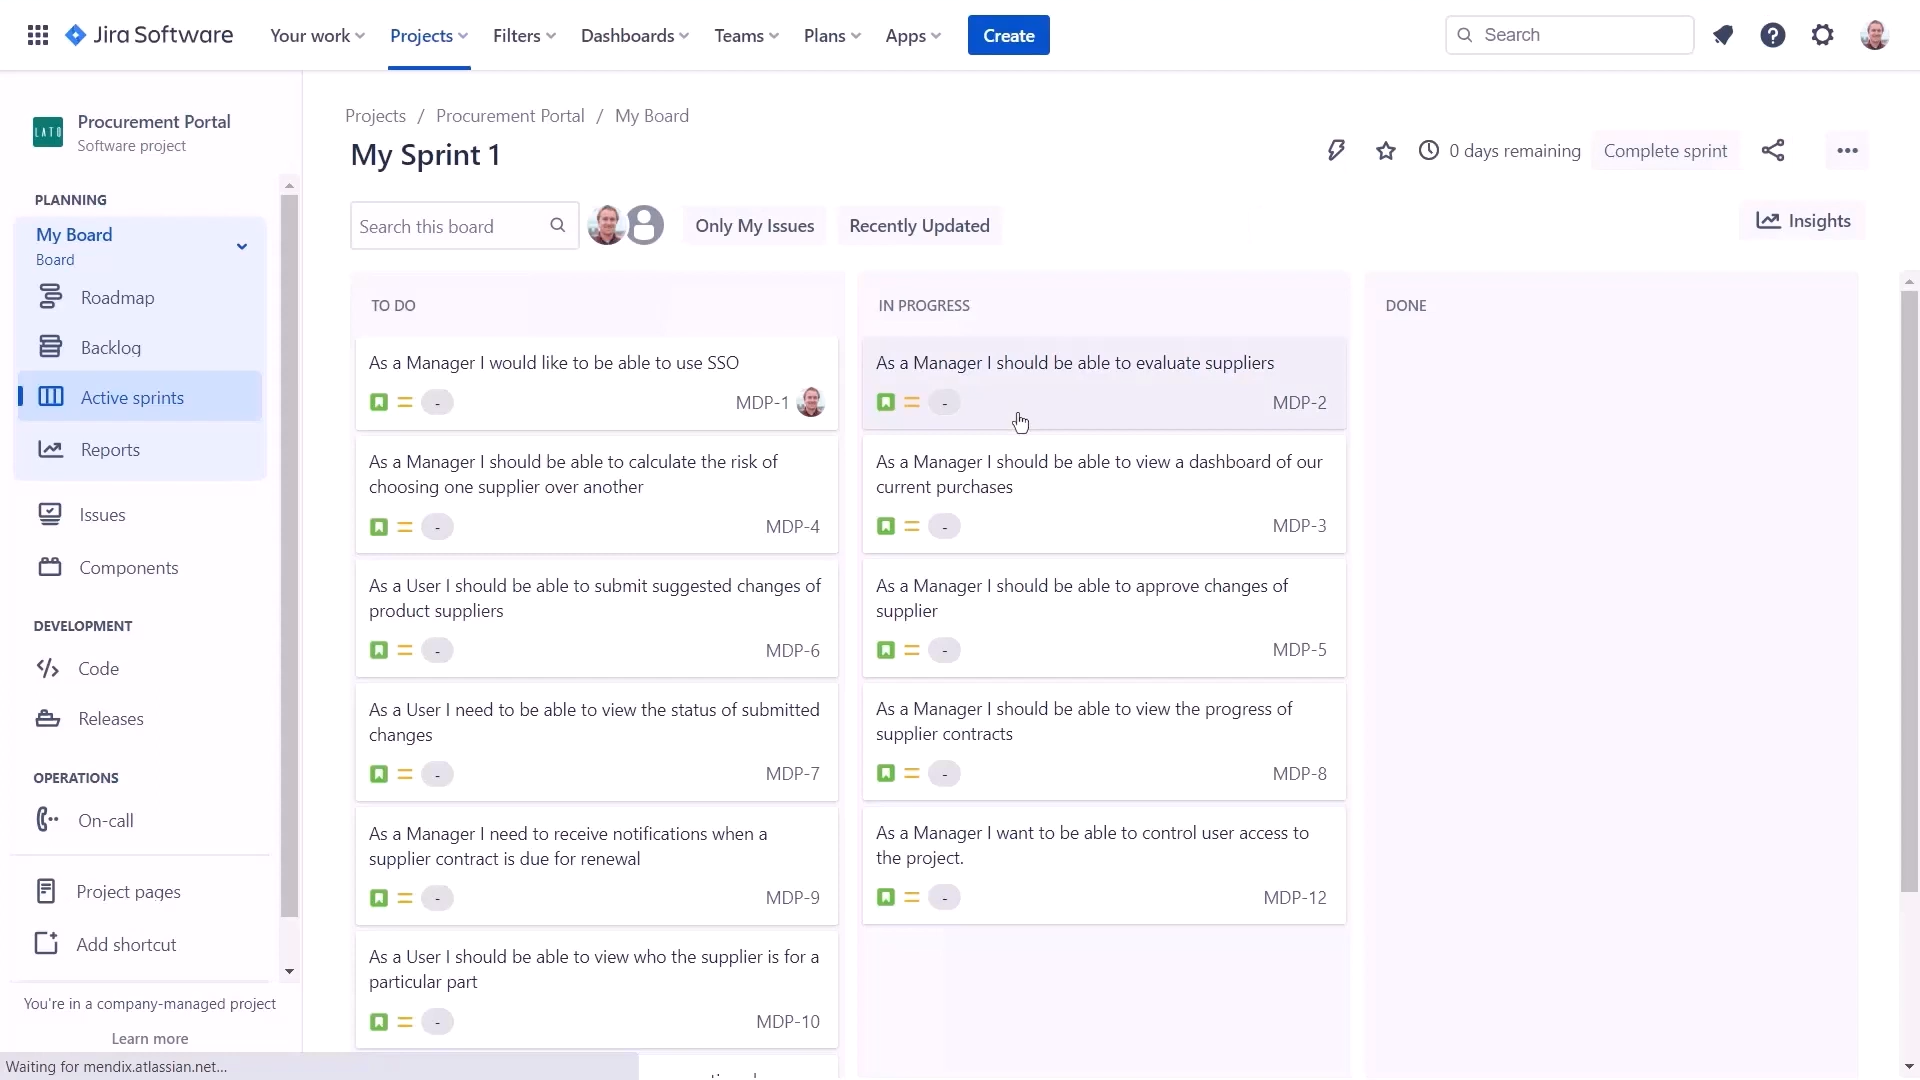 Jira Software
Your work
Projects
Filters
Dashboards
Teams
Plans
Apps
Create
Search
LATO
Procurement Portal
Software project
PLANNING
My Board
Board
Roadmap
Backlog
Active sprints
Reports
Issues
Components
DEVELOPMENT
Code
Releases
OPERATIONS
On-call
Project pages
Add shortcut
You're in a company-managed project
Learn more
Waiting for mendix.atlassian.net...
Projects / Procurement Portal / My Board
My Sprint 1
0 days remaining
Complete sprint
Search this board
Only My Issues
Recently Updated
Insights
TO DO
As a Manager I would like to be able to use SSO
- MDP-1
As a Manager I should be able to calculate the risk of
choosing one supplier over another
- MDP-4
As a User I should be able to submit suggested changes of
product suppliers
- MDP-6
As a User I need to be able to view the status of submitted
changes
- MDP-7
As a Manager I need to receive notifications when a
supplier contract is due for renewal
- MDP-9
As a User I should be able to view who the supplier is for a
particular part
- MDP-10
IN PROGRESS
As a Manager I should be able to evaluate suppliers
- MDP-2
As a Manager I should be able to view a dashboard of our
current purchases
- MDP-3
As a Manager I should be able to approve changes of
supplier
- MDP-5
As a Manager I should be able to view the progress of
supplier contracts
- MDP-8
As a Manager I want to be able to control user access to
the project.
- MDP-12
DONE